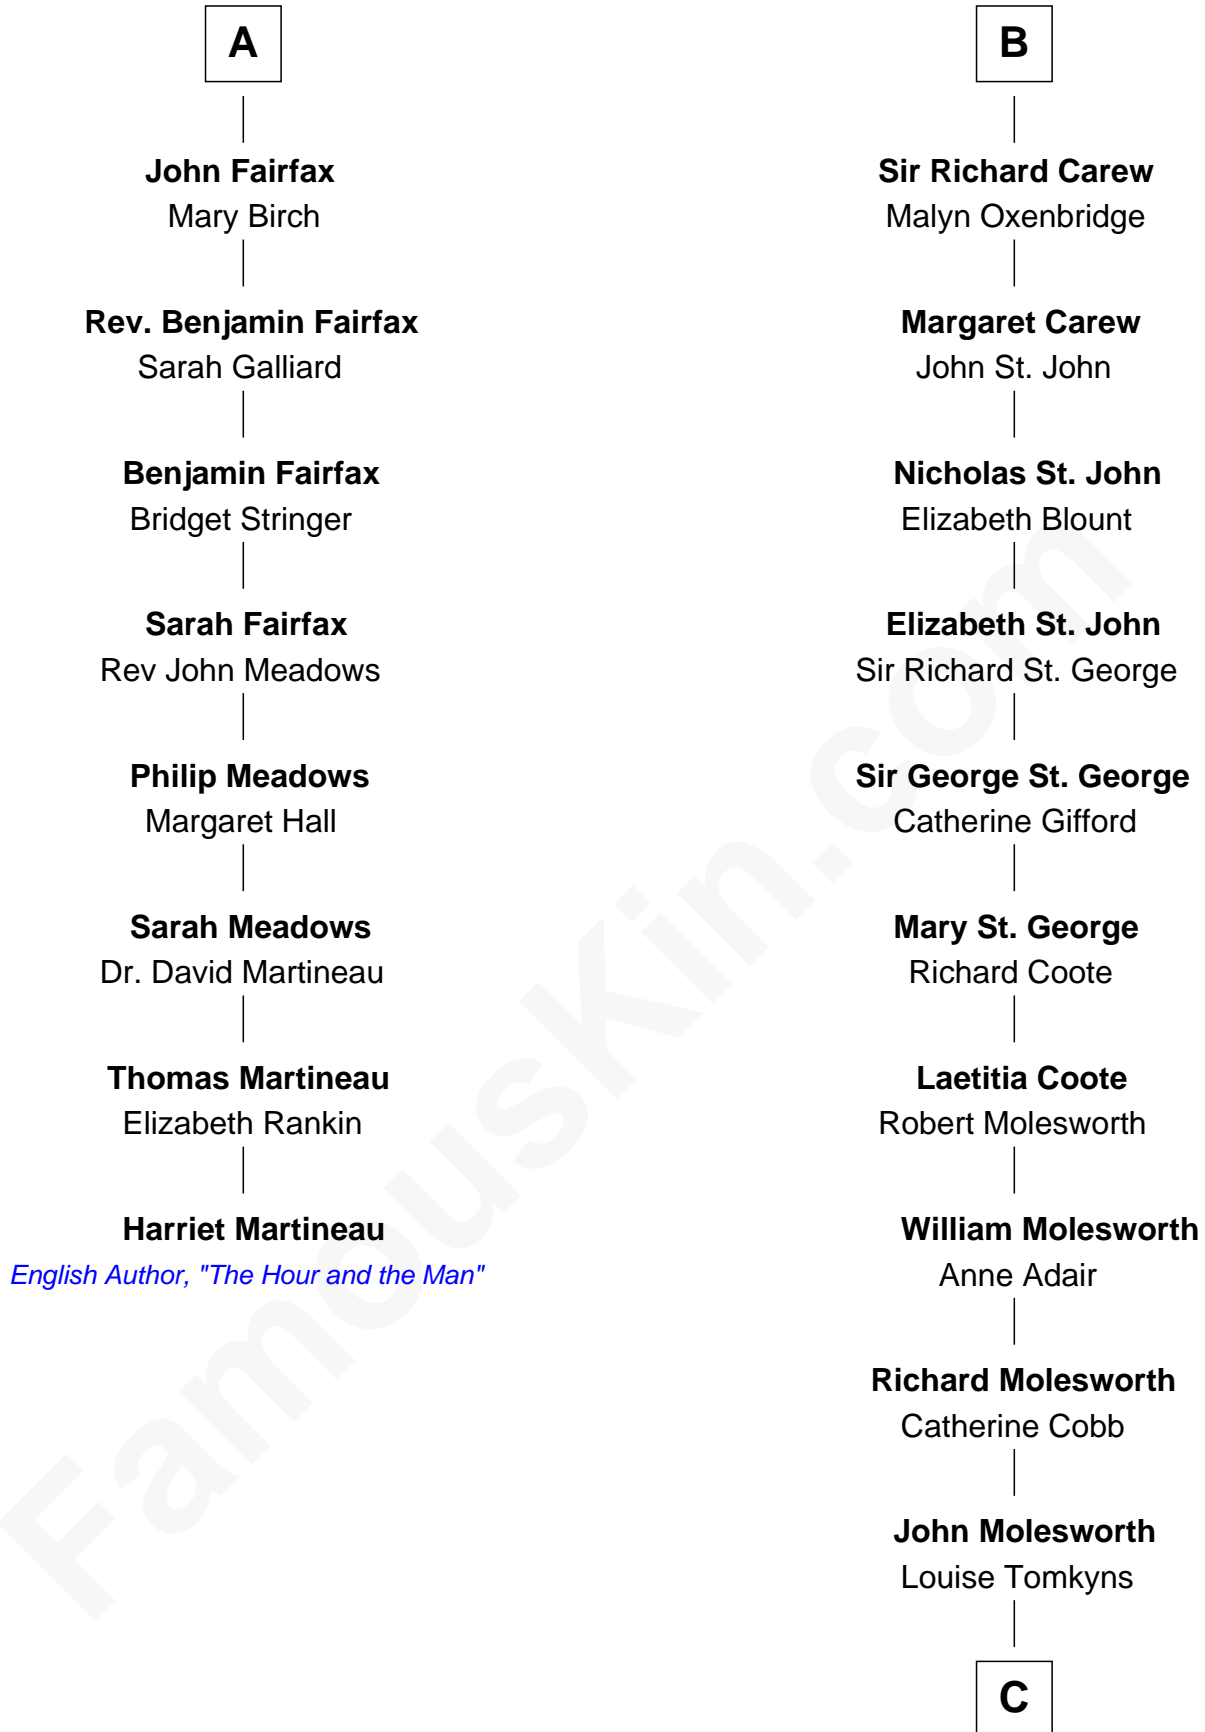 A
John Fairfax
Mary Birch
Rev. Benjamin Fairfax
Sarah Galliard
Benjamin Fairfax
Bridget Stringer
Sarah Fairfax
Rev John Meadows
Philip Meadows
Margaret Hall
Sarah Meadows
Dr. David Martineau
Thomas Martineau
Elizabeth Rankin
Harriet Martineau
English Author, "The Hour and the Man"
B
Sir Richard Carew
Malyn Oxenbridge
Margaret Carew
John St. John
Nicholas St. John
Elizabeth Blount
Elizabeth St. John
Sir Richard St. George
Sir George St. George
Catherine Gifford
Mary St. George
Richard Coote
Laetitia Coote
Robert Molesworth
William Molesworth
Anne Adair
Richard Molesworth
Catherine Cobb
John Molesworth
Louise Tomkyns
C
FamousKin.com